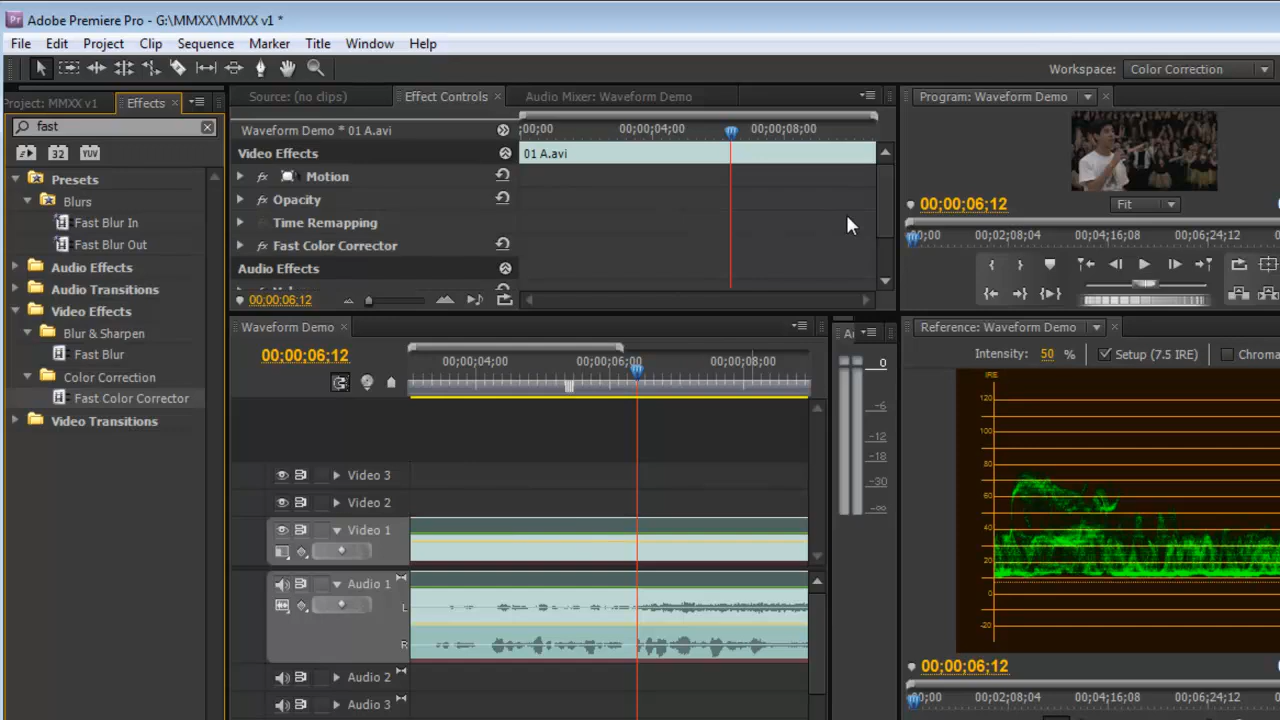 Adobe Premiere Pro - G:\MMXX\MMXX v1 *
File Edit Project Clip Sequence Marker Title Window Help
Workspace: Color Correction
Project: MMXX v1
Effects
fast
32
YUV
Presets
Blurs
Fast Blur In
Fast Blur Out
Audio Effects
Audio Transitions
Video Effects
Blur & Sharpen
Fast Blur
Color Correction
Fast Color Corrector
Video Transitions
Source: (no clips)
Effect Controls
Audio Mixer: Waveform Demo
Waveform Demo * 01 A.avi
;00;00 00;00;04;00 00;00;08;00
Video Effects
01 A.avi
fx Motion
fx Opacity
Time Remapping
fx Fast Color Corrector
Audio Effects
00;00;06;12
Program: Waveform Demo
00;00;06;12
Fit
00;00 00;02;08;04 00;04;16;08 00;06;24;12
Waveform Demo
00;00;06;12
00;00;04;00 00;00;06;00 00;00;08;00
Video 3
Video 2
Video 1
Audio 1
L
R
Audio 2
Audio 3
0
-6
-12
-18
-30
-∞
Reference: Waveform Demo
Intensity: 50 % Setup (7.5 IRE) Chroma
IRE
120
100
80
60
40
20
0
-20
00;00;06;12
00;00 00;02;08;04 00;04;16;08 00;06;24;12